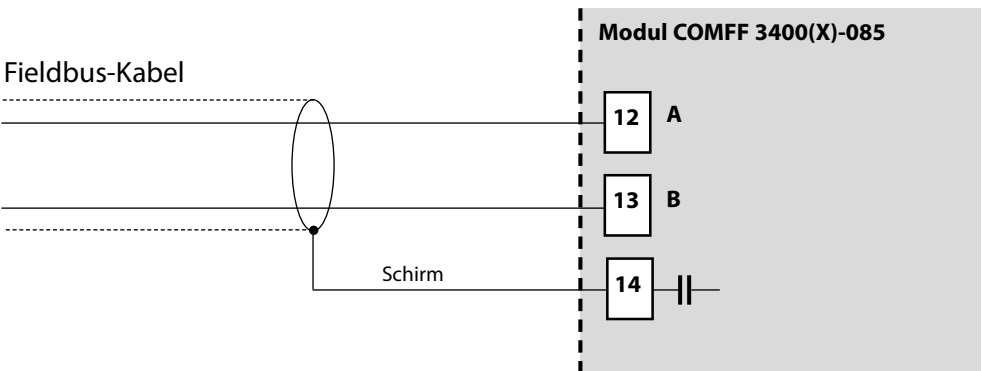 Modul COMFF 3400(X)-085
Fieldbus-Kabel
12 A
13 B
Schirm 14